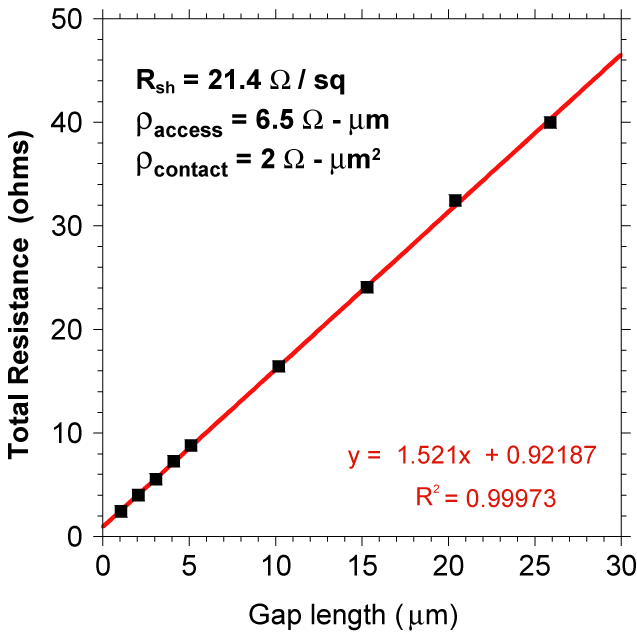 50
40
30
20
10
0
Total Resistance (ohms)
R_sh = 21.4 Ω / sq
ρ_access = 6.5 Ω - μm
ρ_contact = 2 Ω - μm²
y = 1.521x + 0.92187
R² = 0.99973
0 5 10 15 20 25 30
Gap length ( μm)